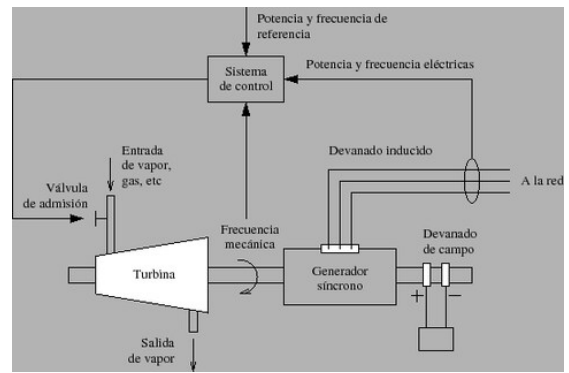 Potencia y frecuencia de
referencia
Sistema
de control
Potencia y frecuencia eléctricas
Entrada
de vapor,
gas, etc
Devanado inducido
Válvula
de admisión
A la red
Frecuencia
mecánica
Devanado
de campo
Turbina
Generador
síncrono
+ −
Salida
de vapor